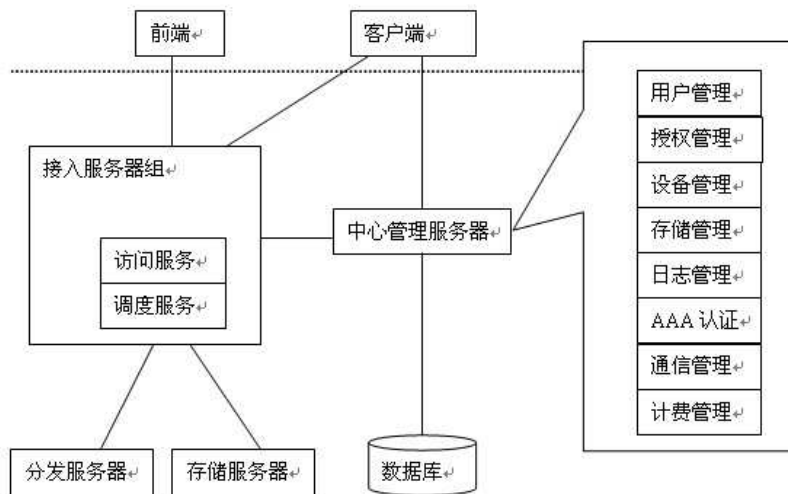 前端
客户端
用户管理
授权管理
设备管理
存储管理
日志管理
AAA 认证
通信管理
计费管理
接入服务器组
访问服务
调度服务
中心管理服务器
分发服务器
存储服务器
数据库